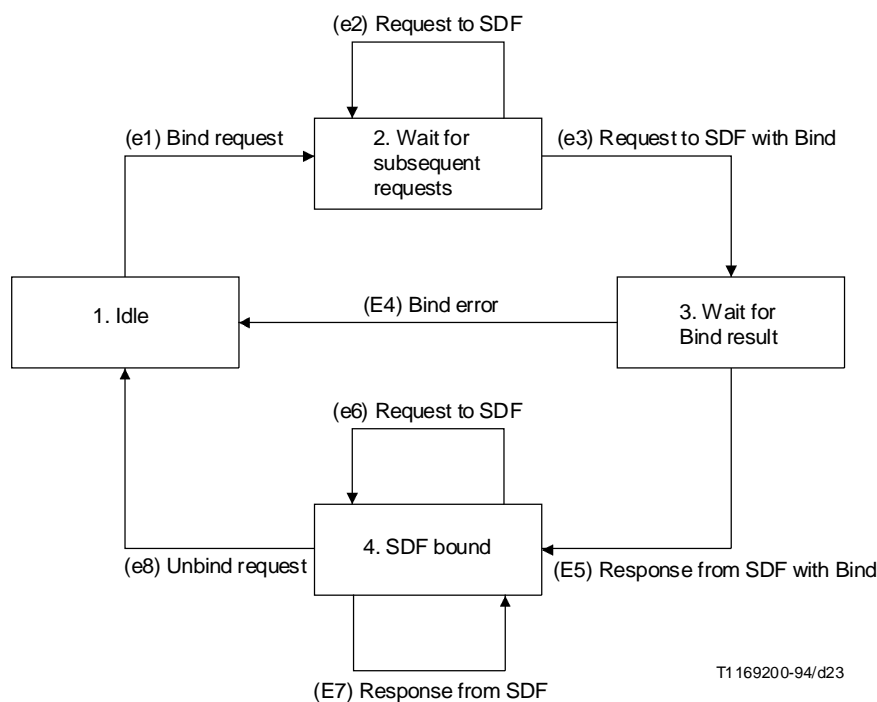 (e2) Request to SDF
(e1) Bind request
2. Wait for
subsequent
requests
(e3) Request to SDF with Bind
1. Idle
(E4) Bind error
3. Wait for
Bind result
(e6) Request to SDF
4. SDF bound
(e8) Unbind request
(E5) Response from SDF with Bind
(E7) Response from SDF
T1169200-94/d23